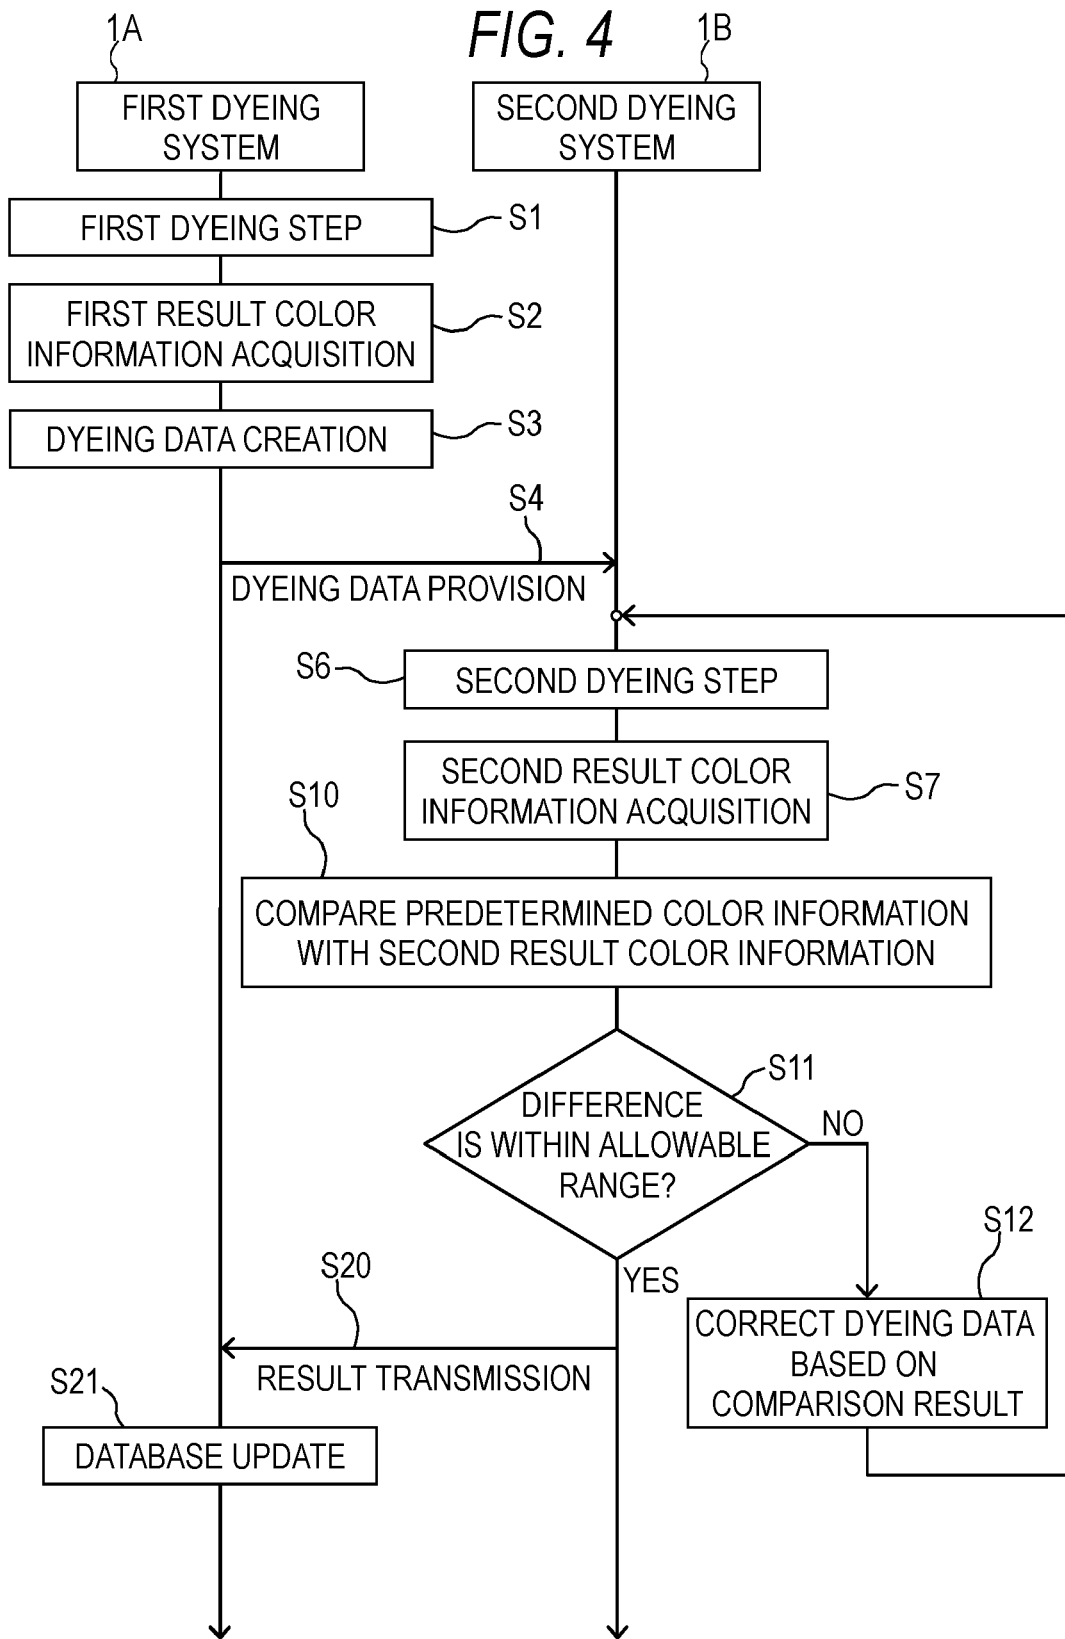 FIG. 4
1A
1B
FIRST DYEING
SYSTEM
SECOND DYEING
SYSTEM
FIRST DYEING STEP
S1
FIRST RESULT COLOR
INFORMATION ACQUISITION
S2
DYEING DATA CREATION
S3
S4
DYEING DATA PROVISION
S6
SECOND DYEING STEP
SECOND RESULT COLOR
INFORMATION ACQUISITION
S7
S10
COMPARE PREDETERMINED COLOR INFORMATION
WITH SECOND RESULT COLOR INFORMATION
S11
DIFFERENCE
IS WITHIN ALLOWABLE
RANGE?
NO
YES
S12
CORRECT DYEING DATA
BASED ON
COMPARISON RESULT
S20
RESULT TRANSMISSION
S21
DATABASE UPDATE